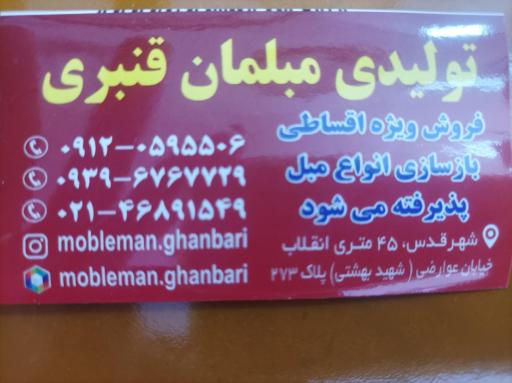 تولیدی مبلمان قنبری
فروش ویژه اقساطی
بازسازی انواع مبل
پذیرفته می شود
۰۹۱۲-۰۵۹۵۵۰۶
۰۹۳۹-۶۷۶۷۷۲۹
۰۲۱-۴۶۸۹۱۵۴۹
mobleman.ghanbari
mobleman.ghanbari
شهرقدس، ۴۵ متری انقلاب
خیابان عوارضی ( شهید بهشتی) پلاک ۲۷۳